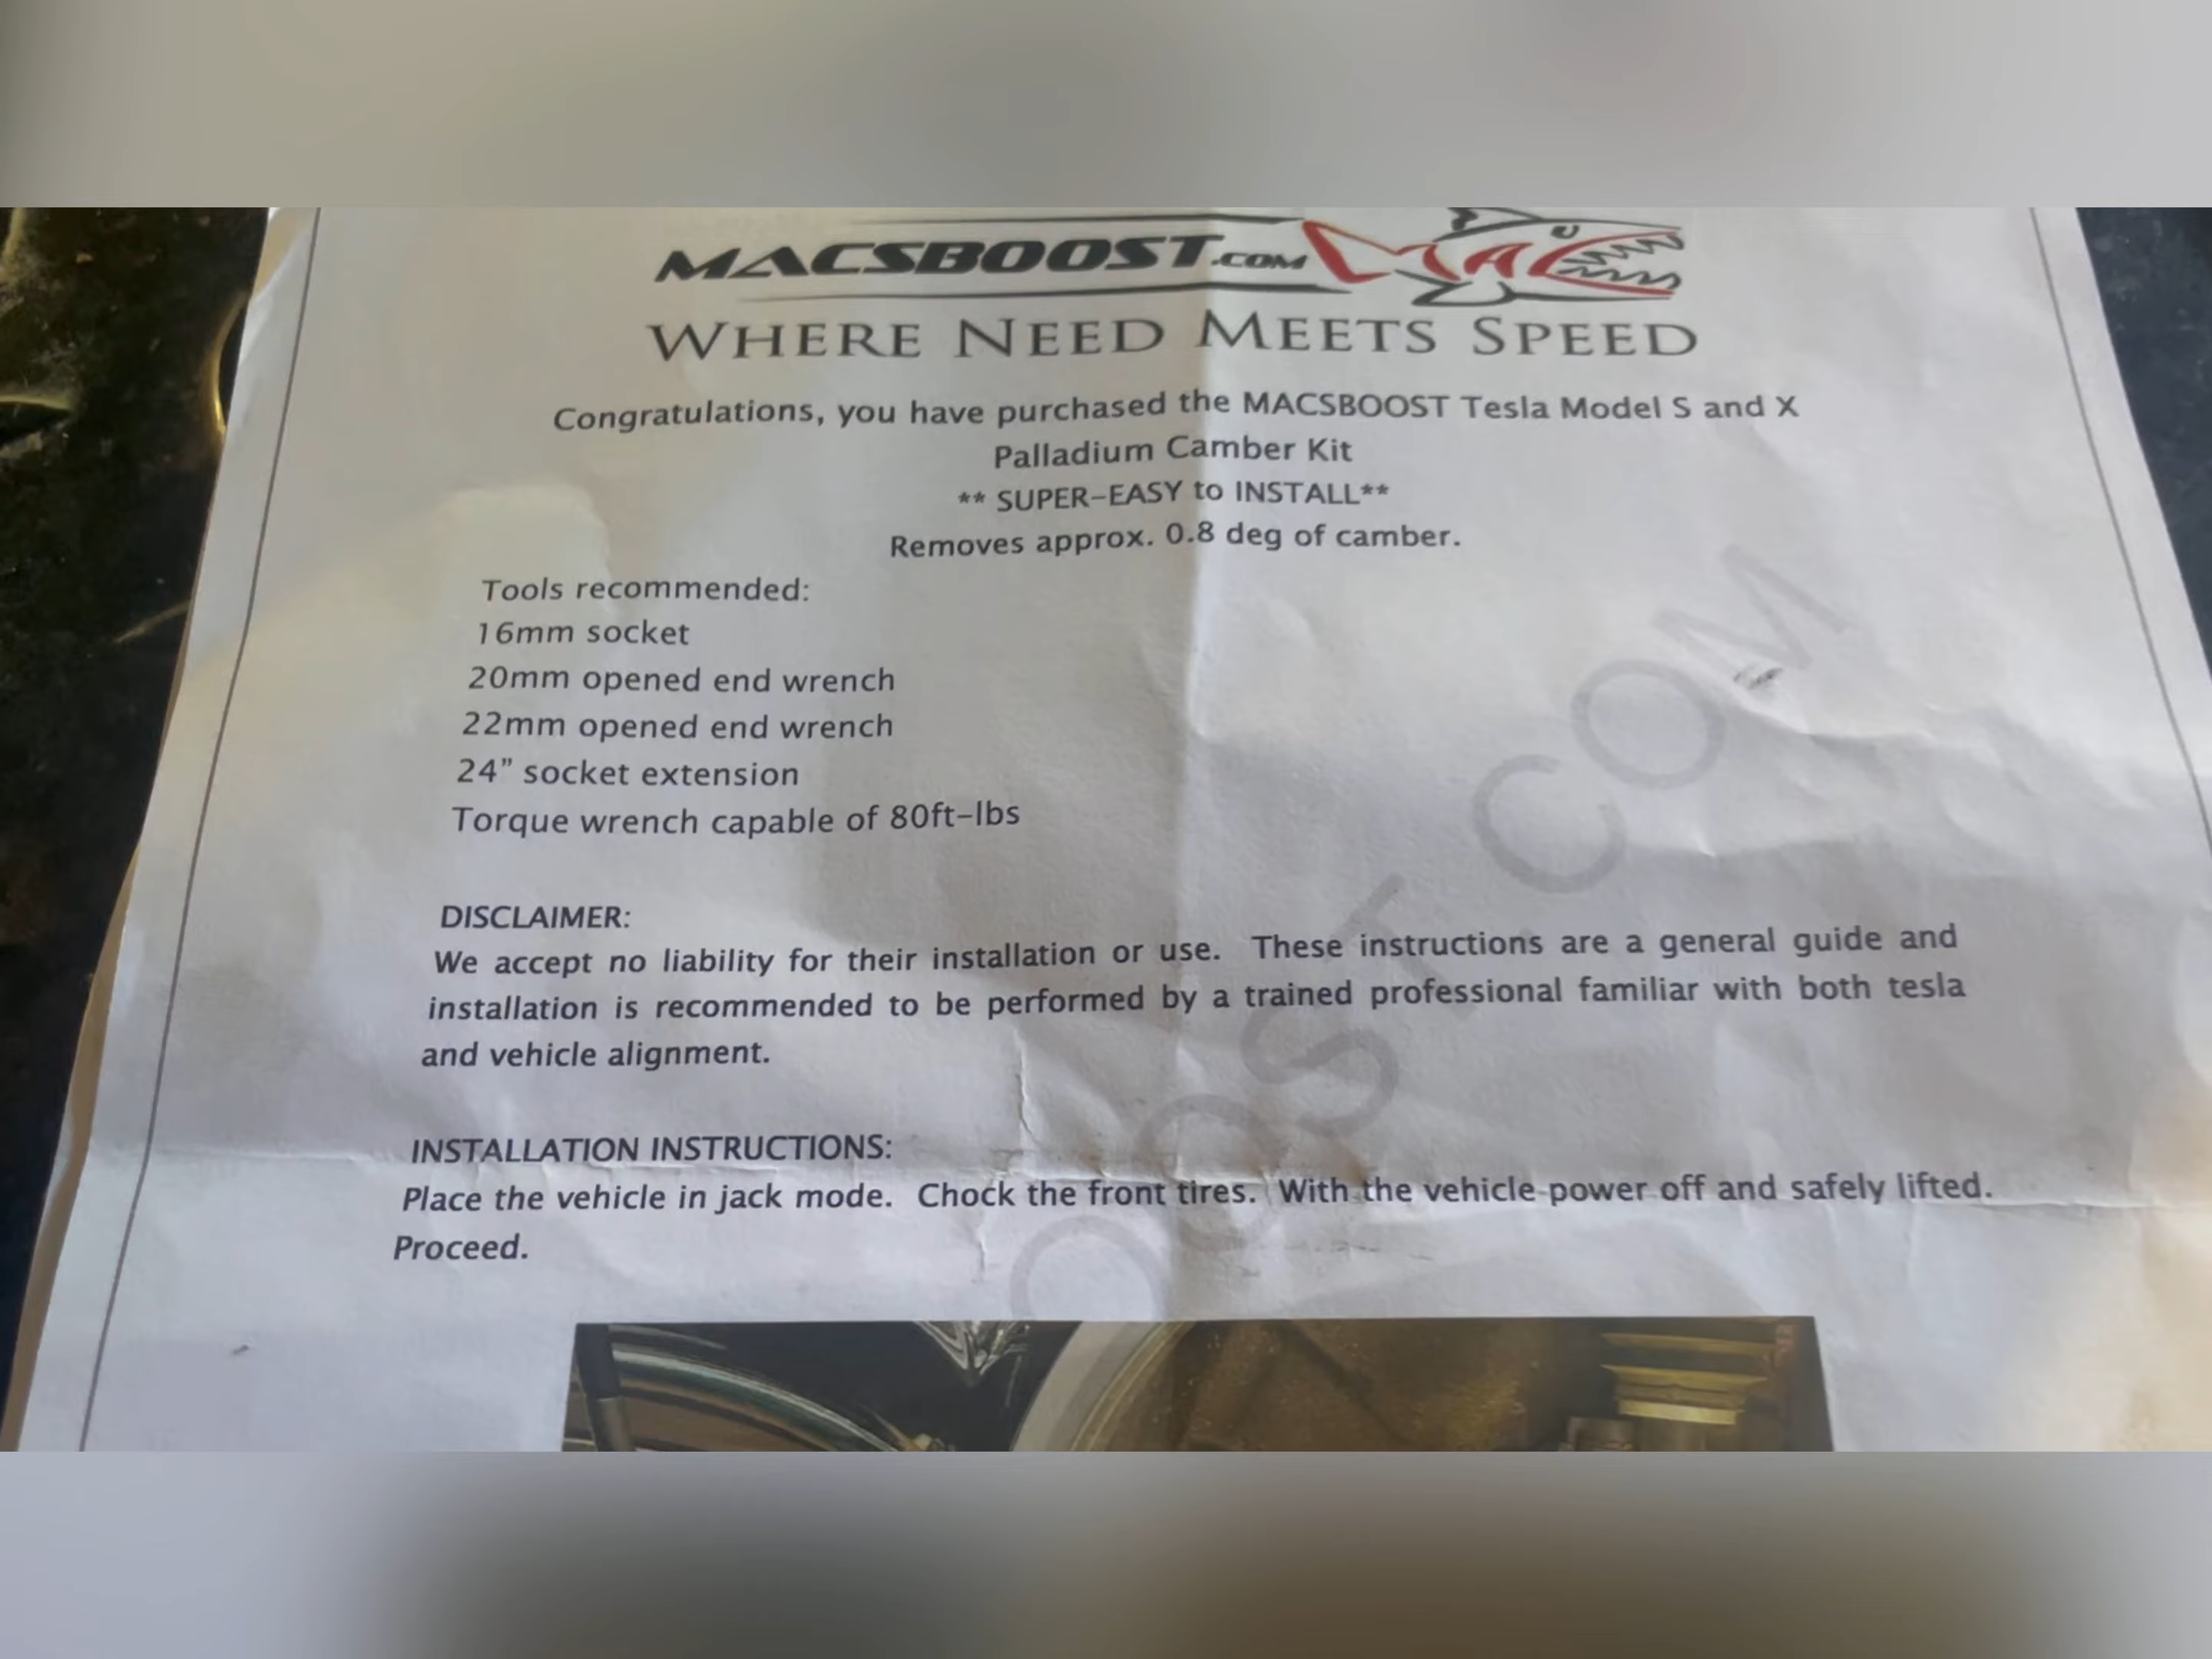 MACSBOOST.COM MAC
WHERE NEED MEETS SPEED
Congratulations, you have purchased the MACSBOOST Tesla Model S and X
Palladium Camber Kit
** SUPER-EASY to INSTALL**
Removes approx. 0.8 deg of camber.
Tools recommended:
16mm socket
20mm opened end wrench
22mm opened end wrench
24” socket extension
Torque wrench capable of 80ft-lbs
DISCLAIMER:
We accept no liability for their installation or use. These instructions are a general guide and
installation is recommended to be performed by a trained professional familiar with both tesla
and vehicle alignment.
INSTALLATION INSTRUCTIONS:
Place the vehicle in jack mode. Chock the front tires. With the vehicle power off and safely lifted.
Proceed.
OOST.COM